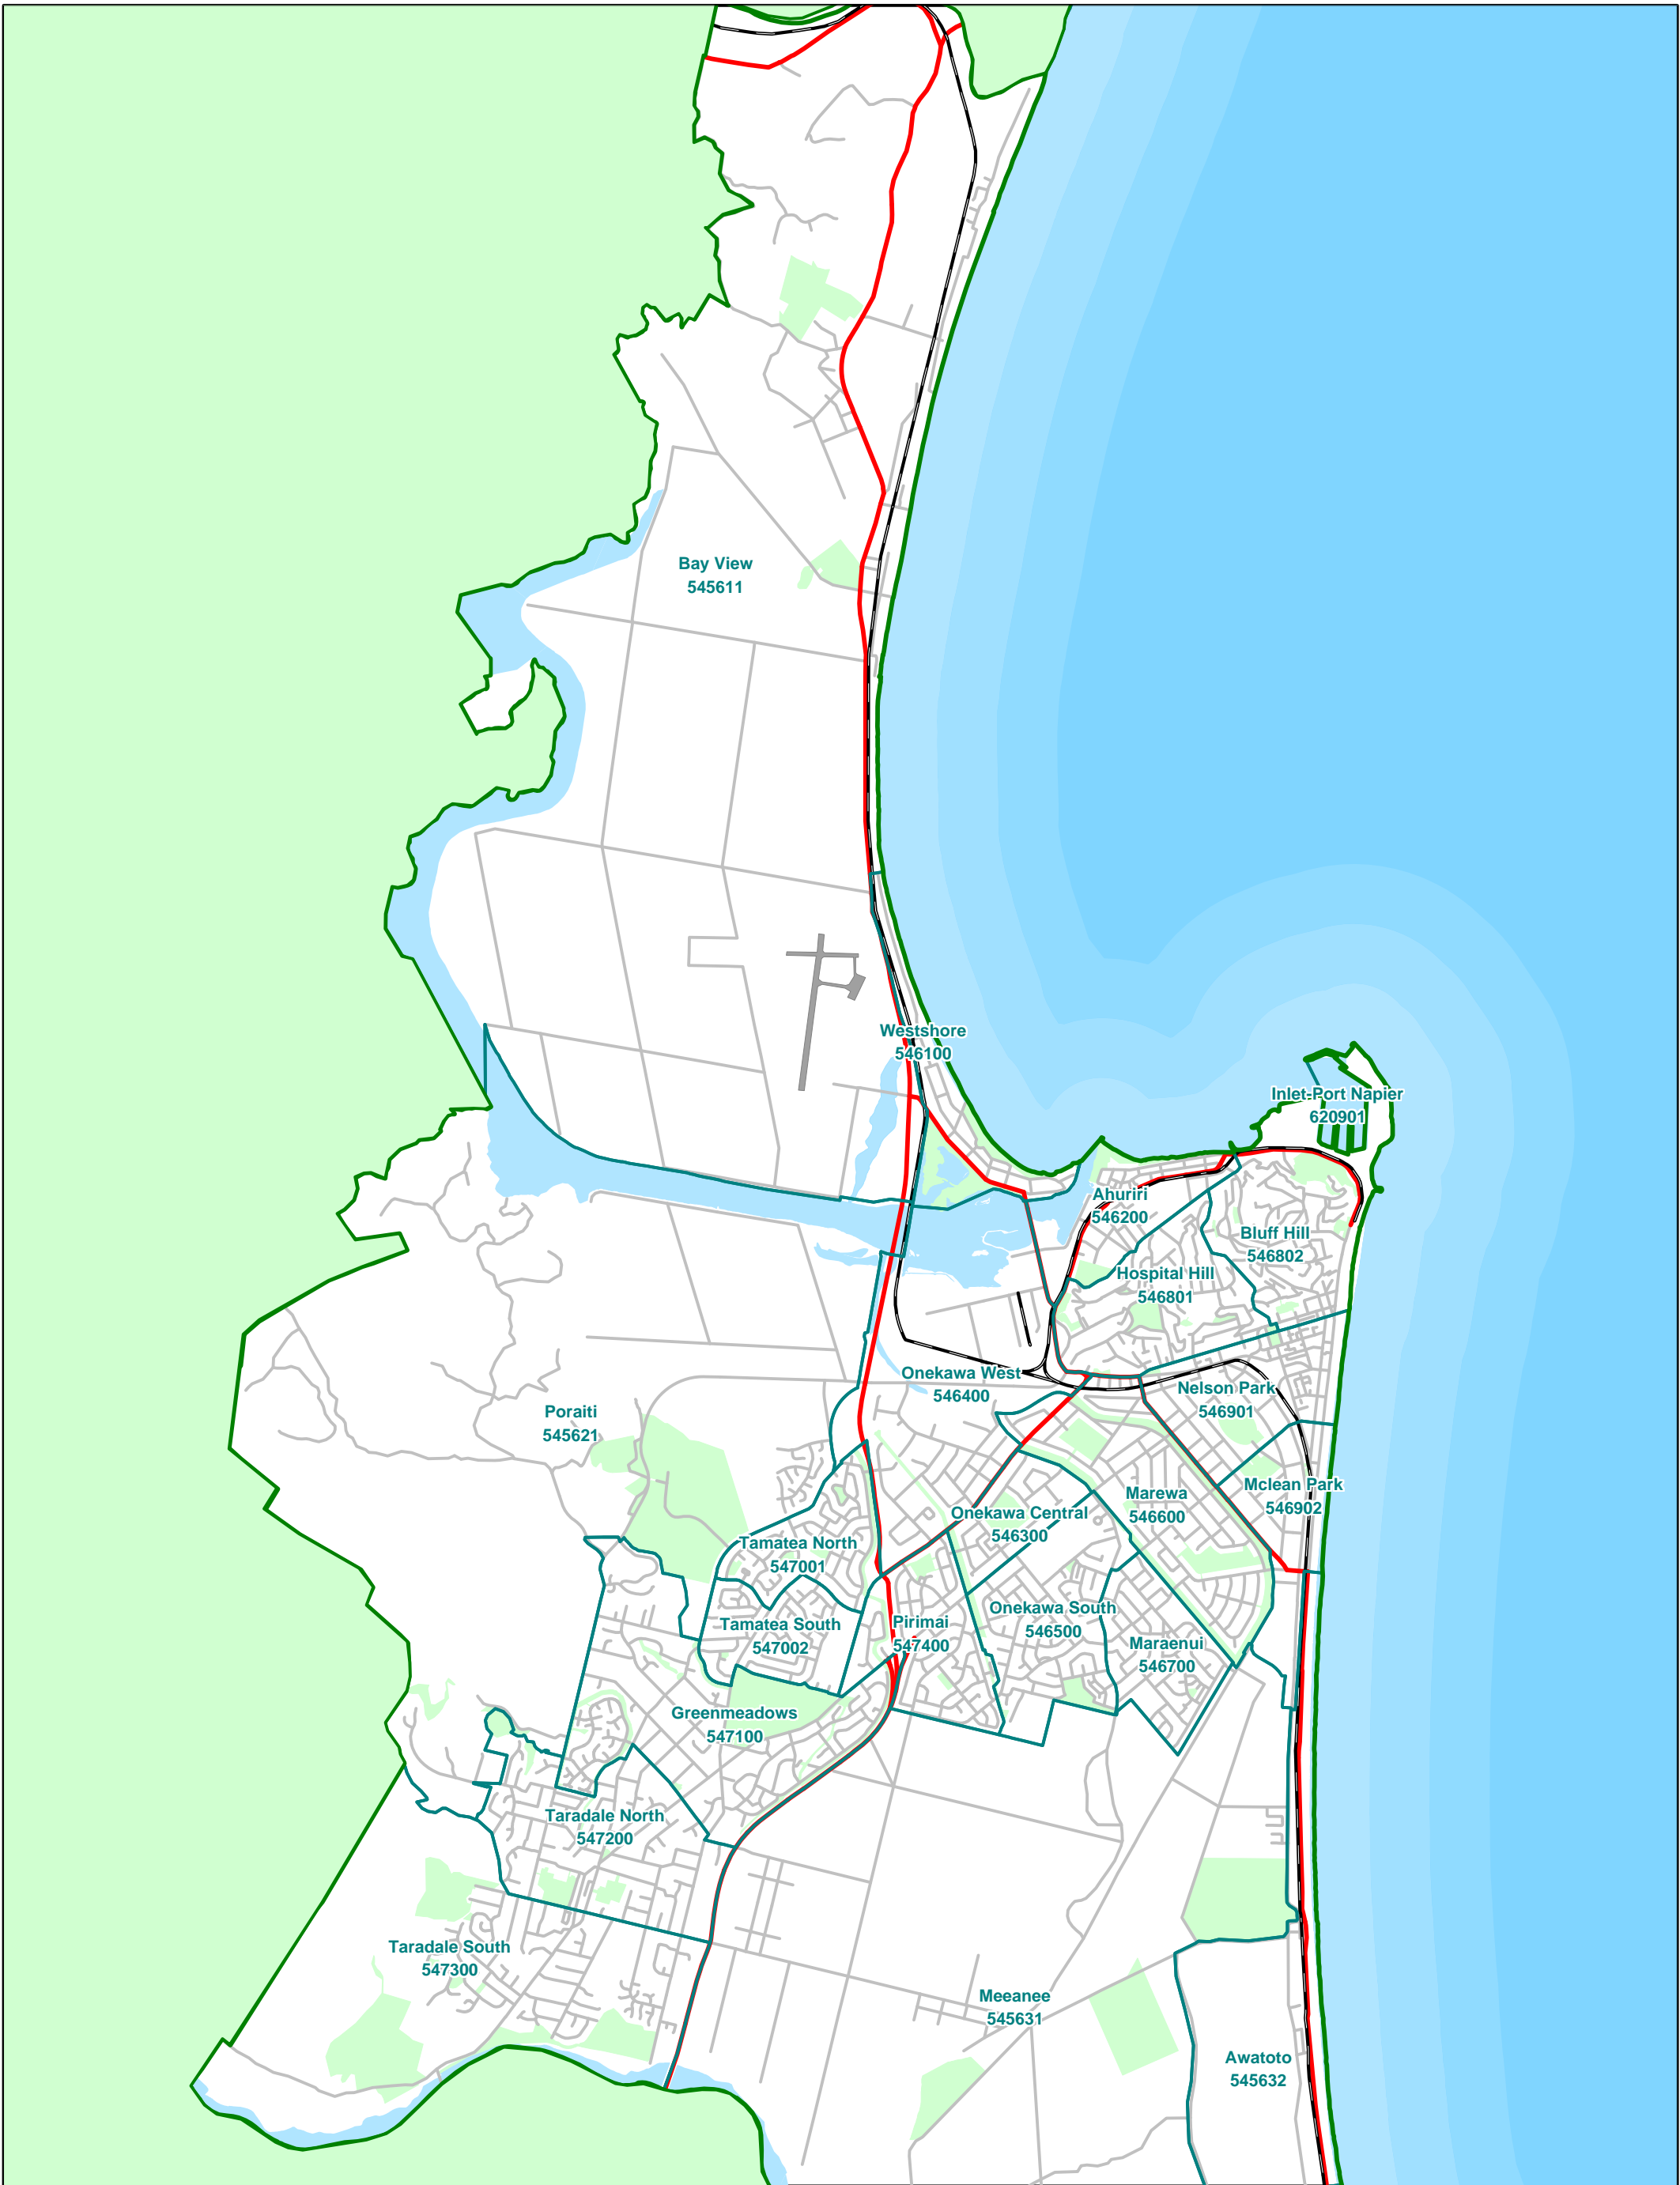 Bay View
545611
Westshore
546100
Inlet-Port Napier
620901
Ahuriri
546200
Bluff Hill
546802
Hospital Hill
546801
Onekawa West
546400
Nelson Park
546901
Poraiti
545621
Mclean Park
546902
Marewa
546600
Onekawa Central
546300
Tamatea North
547001
Onekawa South
546500
Tamatea South
547002
Pirimai
547400
Maraenui
546700
Greenmeadows
547100
Taradale North
547200
Taradale South
547300
Meeanee
545631
Awatoto
545632